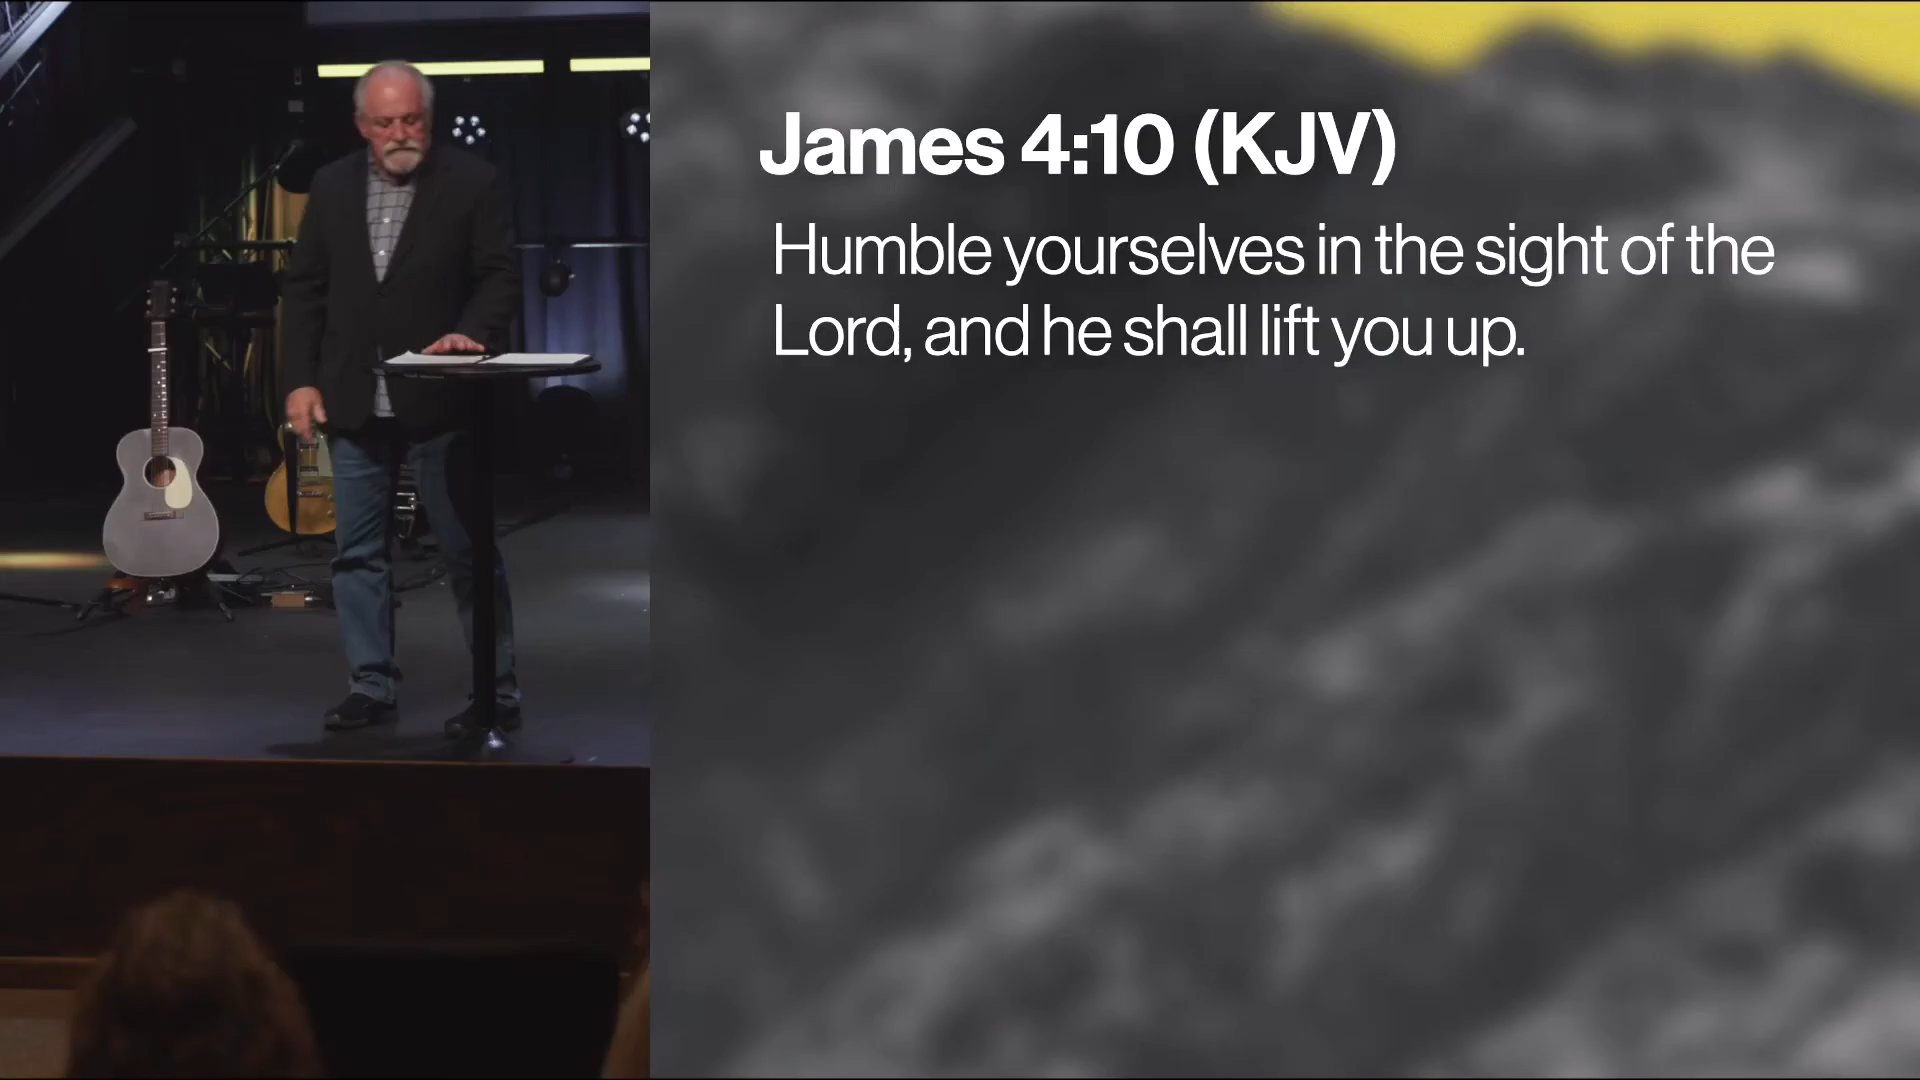 James 4:10 (KJV)
Humble yourselves in the sight of the
Lord, and he shall lift you up.